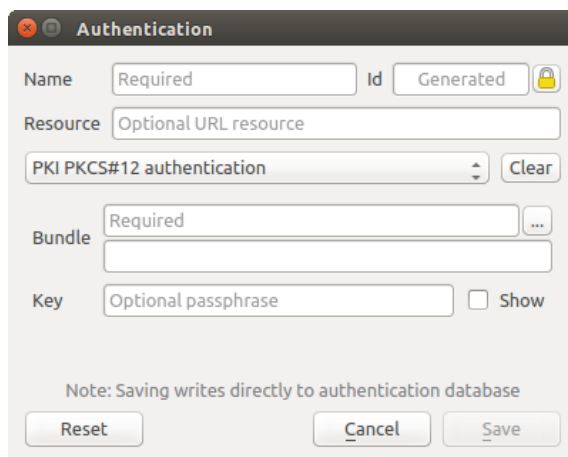 Authentication
Name Required Id Generated
Resource Optional URL resource
PKI PKCS#12 authentication Clear
Required ...
Bundle
Key Optional passphrase Show
Note: Saving writes directly to authentication database
Reset Cancel Save